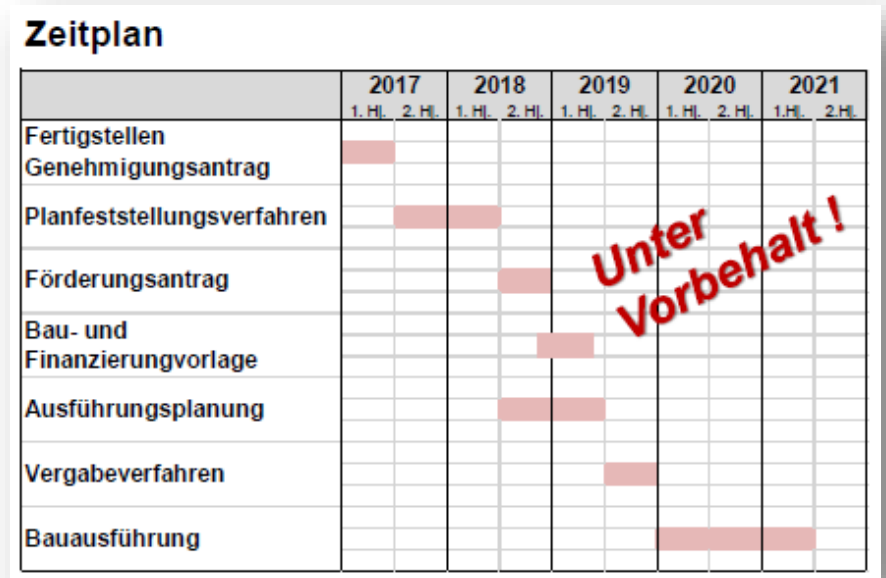 Zeitplan
2017 2018 2019 2020 2021
1. Hj. 2. Hj. 1. Hj. 2. Hj. 1. Hj. 2. Hj. 1. Hj. 2. Hj. 1.Hj. 2.Hj.
Fertigstellen
Genehmigungsantrag
Planfeststellungsverfahren
Förderungsantrag
Bau- und
Finanzierungvorlage
Ausführungsplanung
Vergabeverfahren
Bauausführung
Unter
Vorbehalt !